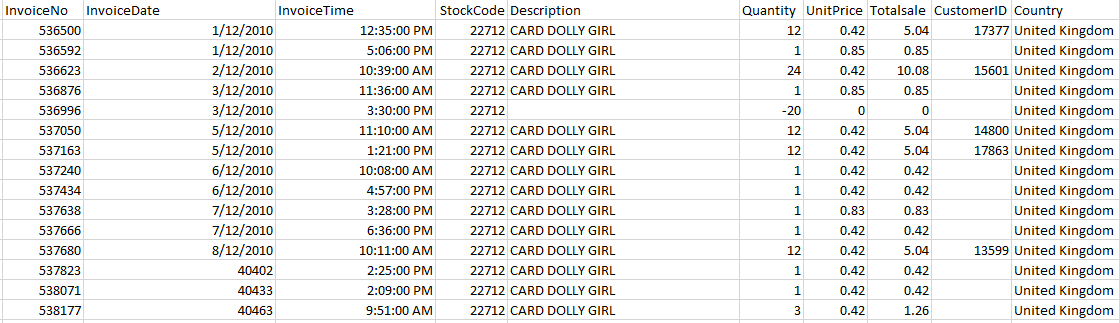 InvoiceNo InvoiceDate InvoiceTime StockCode Description Quantity UnitPrice Totalsale CustomerID Country
536500 1/12/2010 12:35:00 PM 22712 CARD DOLLY GIRL 12 0.42 5.04 17377 United Kingdom
536592 1/12/2010 5:06:00 PM 22712 CARD DOLLY GIRL 1 0.85 0.85 United Kingdom
536623 2/12/2010 10:39:00 AM 22712 CARD DOLLY GIRL 24 0.42 10.08 15601 United Kingdom
536876 3/12/2010 11:36:00 AM 22712 CARD DOLLY GIRL 1 0.85 0.85 United Kingdom
536996 3/12/2010 3:30:00 PM 22712 -20 0 0 United Kingdom
537050 5/12/2010 11:10:00 AM 22712 CARD DOLLY GIRL 12 0.42 5.04 14800 United Kingdom
537163 5/12/2010 1:21:00 PM 22712 CARD DOLLY GIRL 12 0.42 5.04 17863 United Kingdom
537240 6/12/2010 10:08:00 AM 22712 CARD DOLLY GIRL 1 0.42 0.42 United Kingdom
537434 6/12/2010 4:57:00 PM 22712 CARD DOLLY GIRL 1 0.42 0.42 United Kingdom
537638 7/12/2010 3:28:00 PM 22712 CARD DOLLY GIRL 1 0.83 0.83 United Kingdom
537666 7/12/2010 6:36:00 PM 22712 CARD DOLLY GIRL 1 0.42 0.42 United Kingdom
537680 8/12/2010 10:11:00 AM 22712 CARD DOLLY GIRL 12 0.42 5.04 13599 United Kingdom
537823 40402 2:25:00 PM 22712 CARD DOLLY GIRL 1 0.42 0.42 United Kingdom
538071 40433 2:09:00 PM 22712 CARD DOLLY GIRL 1 0.42 0.42 United Kingdom
538177 40463 9:51:00 AM 22712 CARD DOLLY GIRL 3 0.42 1.26 United Kingdom